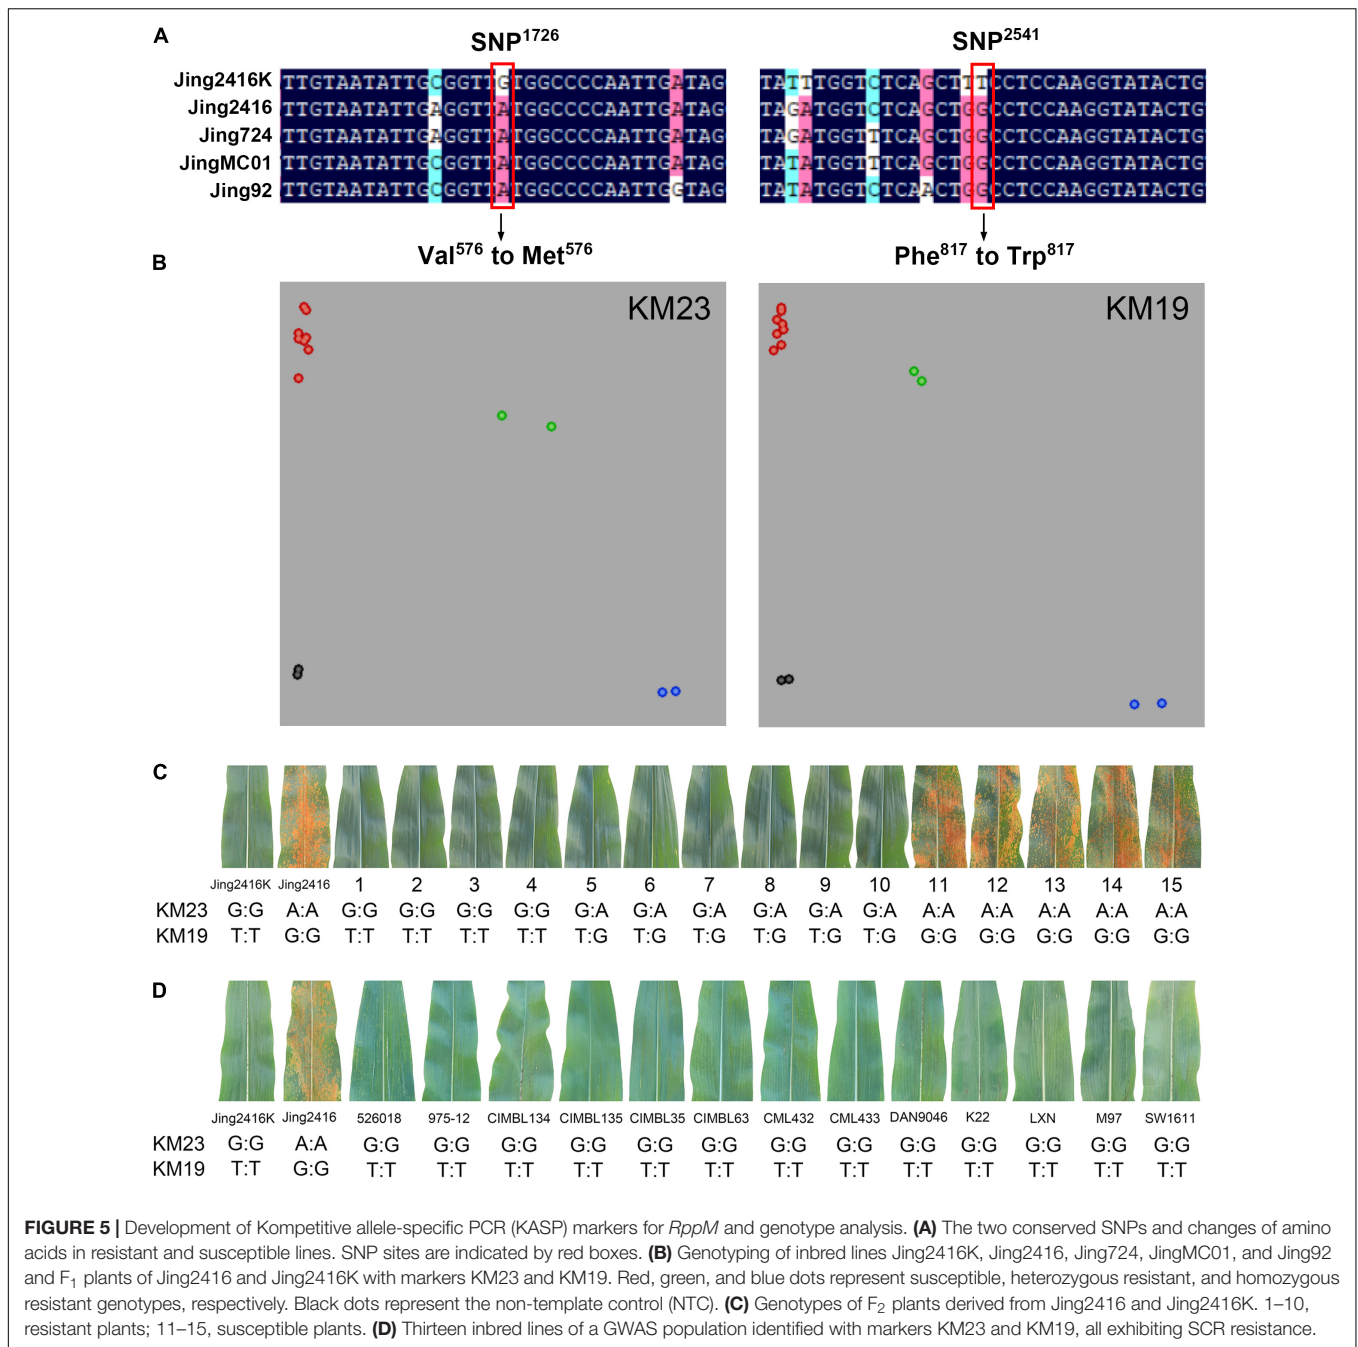 A
SNP1726
SNP2541
Jing2416K TTGTAATATTGCGGTTGTGGCCCCAATTGATAG TATTTGGTCTCAGCTTTCCTCCAAGGTATACTG
Jing2416 TTGTAATATTGAGGTTATGGCCCCAATTGATAG TAGATGGTCTCAGCTGGCCTCCAAGGTATACTG
Jing724 TTGTAATATTGAGGTTATGGCCCCAATTGATAG TAGATGGTTTCAGCTGGCCTCCAAGGTATACTG
JingMC01 TTGTAATATTGCGGTTATGGCCCCAATTGATAG TATATGGTTTCAGCTGGCCTCCAAGGTATACTG
Jing92 TTGTAATATTGCGGTTATGGCCCCAATTGGTAG TATATGGTCTCAACTGGCCTCCAAGGTATACTG
Val576 to Met576
Phe817 to Trp817
B
KM23
KM19
C
Jing2416K Jing2416 1 2 3 4 5 6 7 8 9 10 11 12 13 14 15
KM23 G:G A:A G:G G:G G:G G:G G:A G:A G:A G:A G:A G:A A:A A:A A:A A:A A:A
KM19 T:T G:G T:T T:T T:T T:T T:G T:G T:G T:G T:G T:G G:G G:G G:G G:G G:G
D
Jing2416K Jing2416 526018 975-12 CIMBL134 CIMBL135 CIMBL35 CIMBL63 CML432 CML433 DAN9046 K22 LXN M97 SW1611
KM23 G:G A:A G:G G:G G:G G:G G:G G:G G:G G:G G:G G:G G:G G:G G:G
KM19 T:T G:G T:T T:T T:T T:T T:T T:T T:T T:T T:T T:T T:T T:T T:T
FIGURE 5 | Development of Kompetitive allele-specific PCR (KASP) markers for RppM and genotype analysis. (A) The two conserved SNPs and changes of amino
acids in resistant and susceptible lines. SNP sites are indicated by red boxes. (B) Genotyping of inbred lines Jing2416K, Jing2416, Jing724, JingMC01, and Jing92
and F1 plants of Jing2416 and Jing2416K with markers KM23 and KM19. Red, green, and blue dots represent susceptible, heterozygous resistant, and homozygous
resistant genotypes, respectively. Black dots represent the non-template control (NTC). (C) Genotypes of F2 plants derived from Jing2416 and Jing2416K. 1–10,
resistant plants; 11–15, susceptible plants. (D) Thirteen inbred lines of a GWAS population identified with markers KM23 and KM19, all exhibiting SCR resistance.